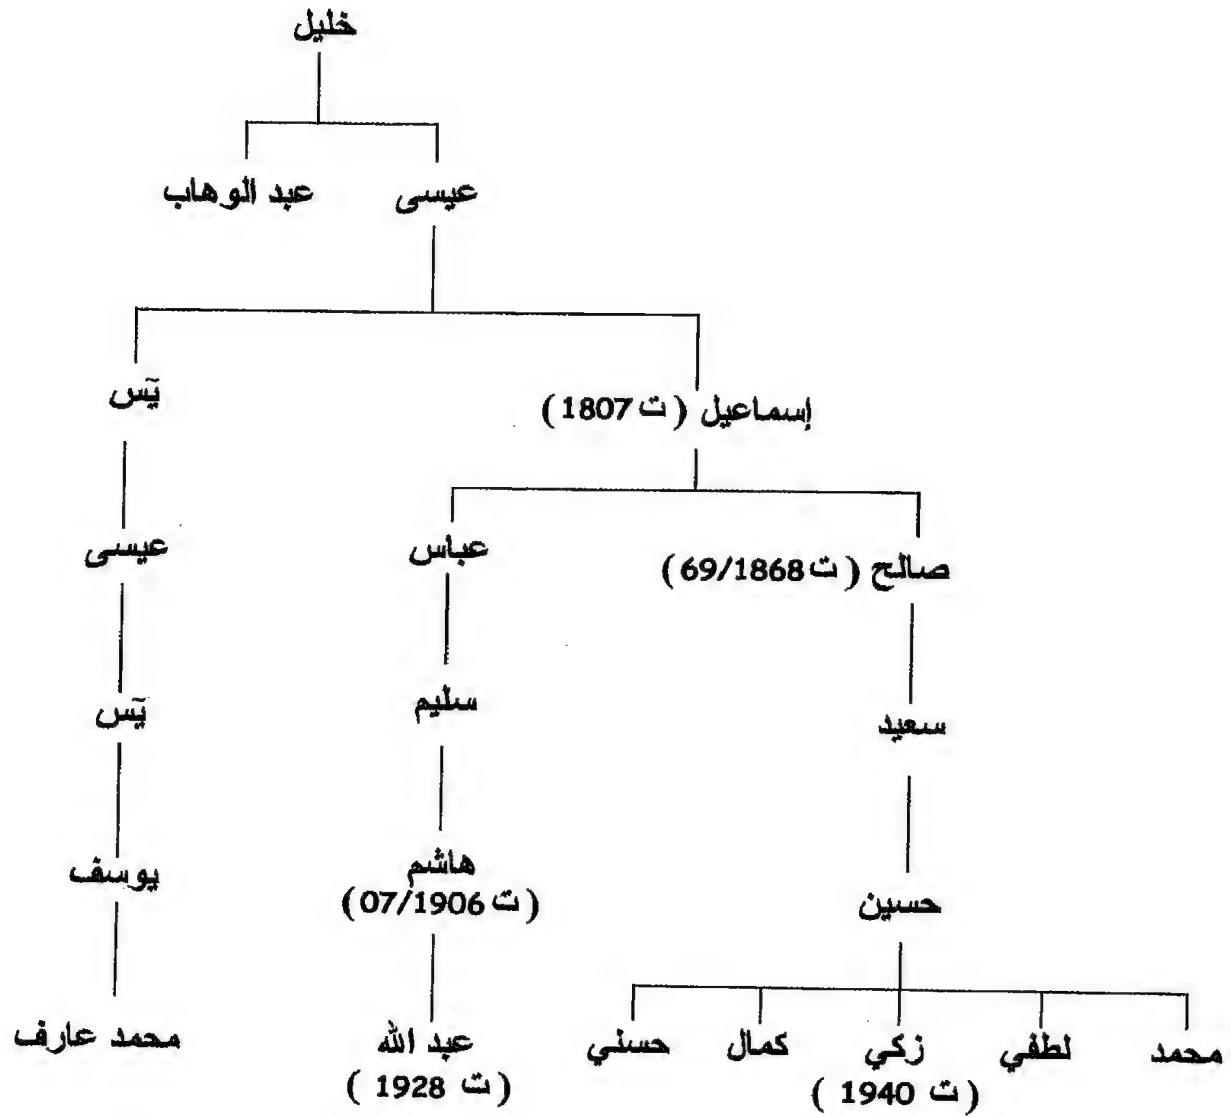 خليل
عيسى
عبد الوهاب
يٓس
إسماعيل (ت 1807)
عيسى
عباس
صالح (ت 69/1868)
يٓس
سليم
سعيد
يوسف
هاشم
(ت 07/1906)
حسين
محمد
لطفي
زكي
(ت 1940)
كمال
حسني
عبد الله
(ت 1928)
محمد عارف